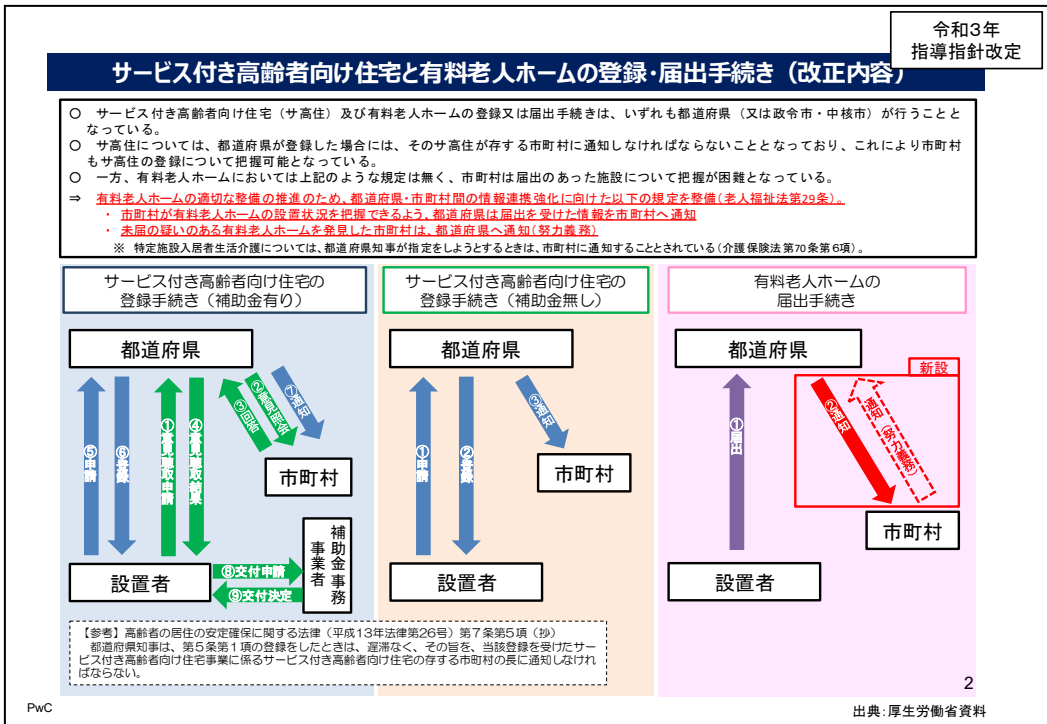 令和3年
指導指針改定
サービス付き高齢者向け住宅と有料老人ホームの登録・届出手続き（改正内容）
○　サービス付き高齢者向け住宅（サ高住）及び有料老人ホームの登録又は届出手続きは、いずれも都道府県（又は政令市・中核市）が行うことと
なっている。
○　サ高住については、都道府県が登録した場合には、そのサ高住が存する市町村に通知しなければならないこととなっており、これにより市町村
もサ高住の登録について把握可能となっている。
○　一方、有料老人ホームにおいては上記のような規定は無く、市町村は届出のあった施設について把握が困難となっている。
⇒　有料老人ホームの適切な整備の推進のため、都道府県・市町村間の情報連携強化に向けた以下の規定を整備(老人福祉法第29条)。
・　市町村が有料老人ホームの設置状況を把握できるよう、都道府県は届出を受けた情報を市町村へ通知
・　未届の疑いのある有料老人ホームを発見した市町村は、都道府県へ通知(努力義務)
※　特定施設入居者生活介護については、都道府県知事が指定をしようとするときは、市町村に通知することとされている(介護保険法第70条第6項)。
サービス付き高齢者向け住宅の
登録手続き（補助金有り）
都道府県
⑤申請
⑥登録
①意見聴取申請
④意見聴取結果
③回答
②意見照会
⑦通知
市町村
設置者
⑧交付申請
⑨交付決定
補助金事務
事業者
サービス付き高齢者向け住宅の
登録手続き（補助金無し）
都道府県
①申請
②登録
③通知
市町村
設置者
有料老人ホームの
届出手続き
都道府県
新設
①届出
②通知
通知（努力義務）
市町村
設置者
【参考】高齢者の居住の安定確保に関する法律（平成13年法律第26号）第7条第5項（抄）
都道府県知事は、第5条第1項の登録をしたときは、遅滞なく、その旨を、当該登録を受けたサー
ビス付き高齢者向け住宅事業に係るサービス付き高齢者向け住宅の存する市町村の長に通知しなけれ
ばならない。
2
PwC
出典：厚生労働省資料